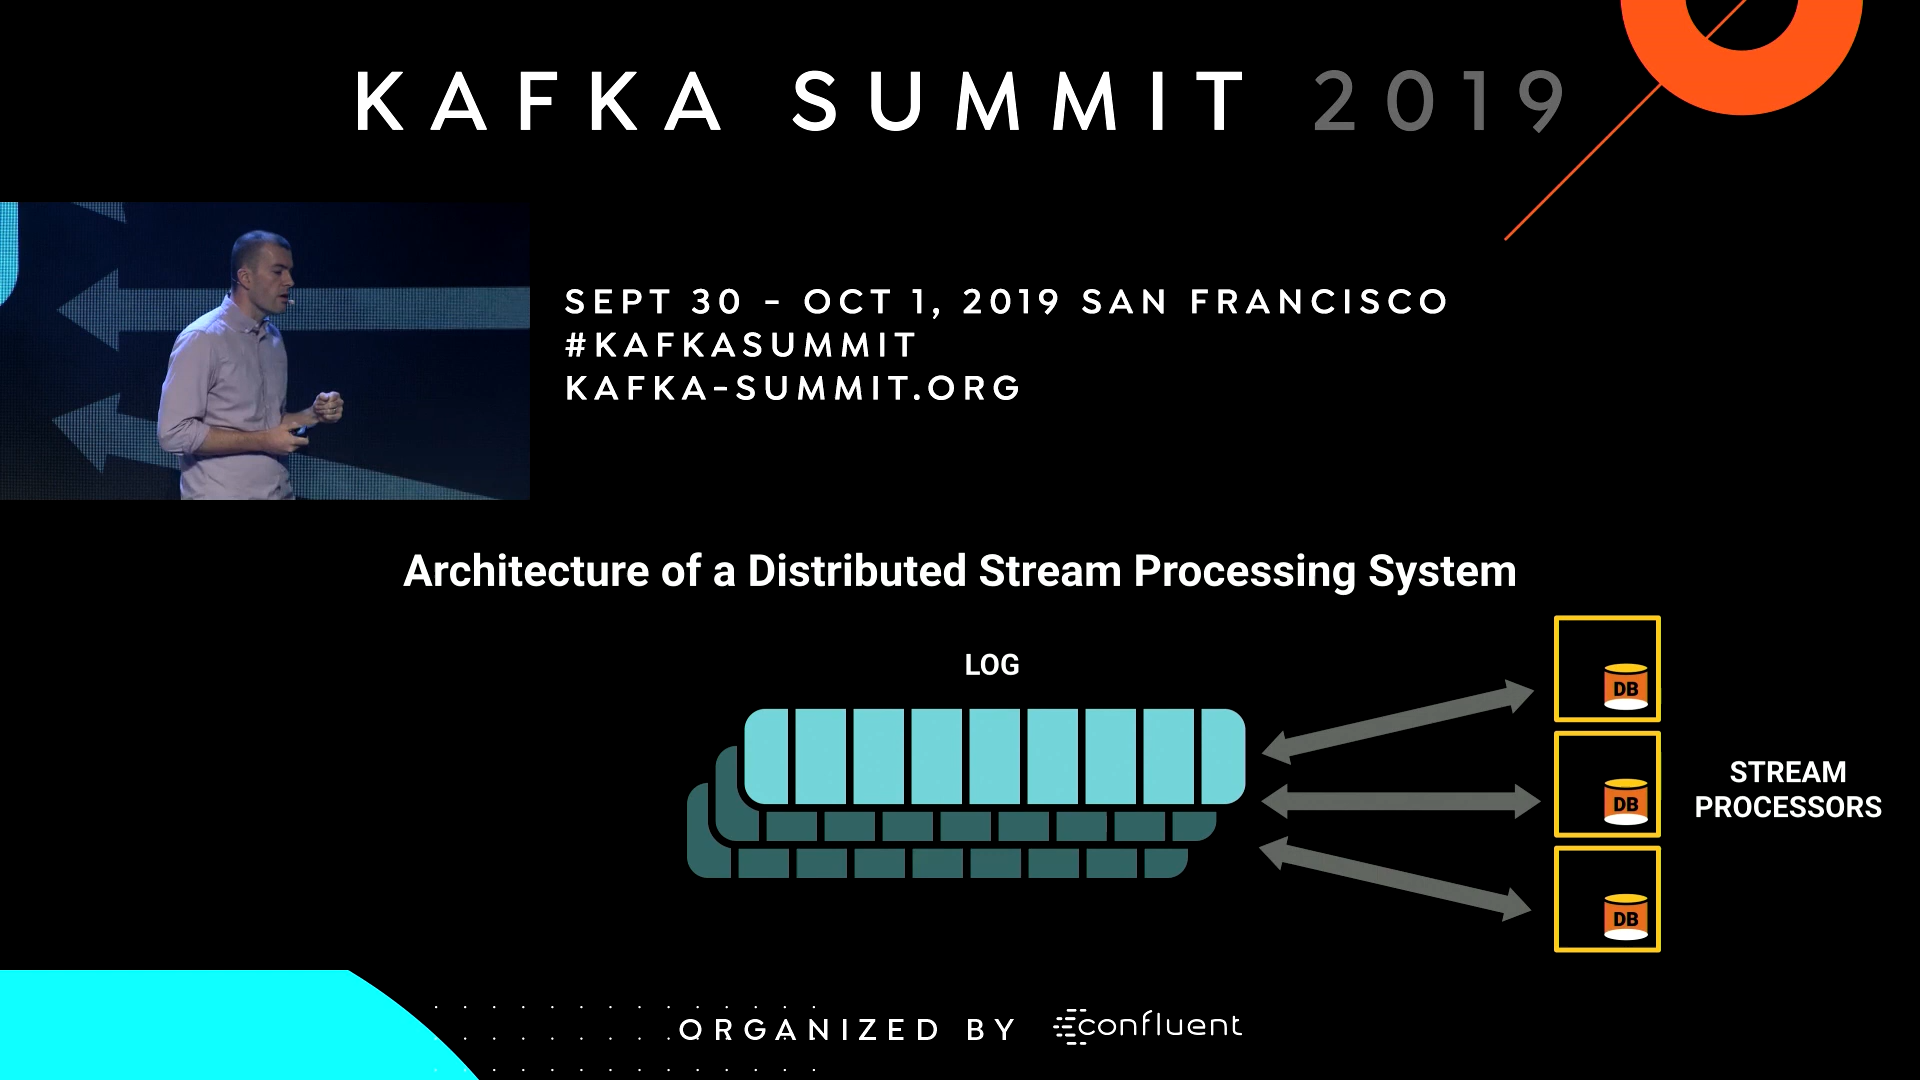 KAFKA SUMMIT 2019
SEPT 30 - OCT 1, 2019 SAN FRANCISCO
#KAFKASUMMIT
KAFKA-SUMMIT.ORG
Architecture of a Distributed Stream Processing System
LOG
DB
DB
DB
STREAM
PROCESSORS
ORGANIZED BY confluent